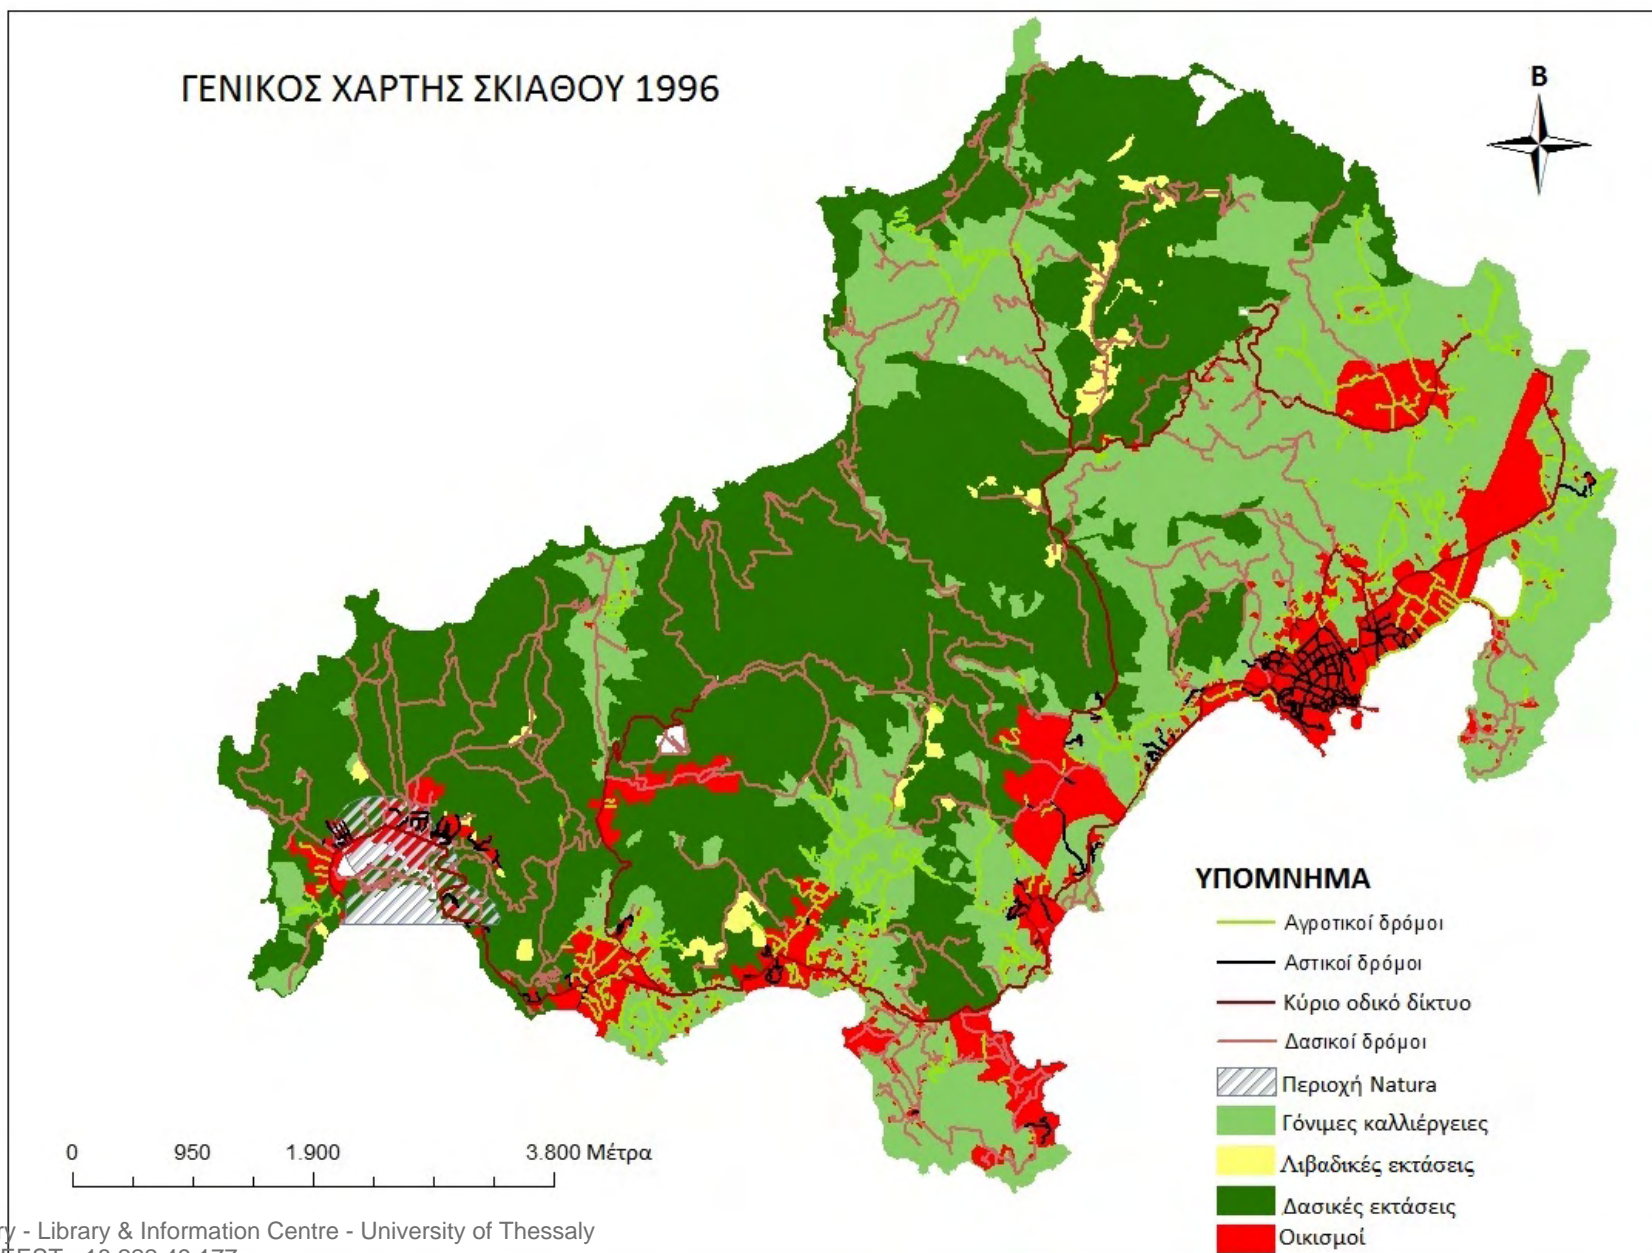 ΓΕΝΙΚΟΣ ΧΑΡΤΗΣ ΣΚΙΑΘΟΥ 1996
Β
ΥΠΟΜΝΗΜΑ
Αγροτικοί δρόμοι
Αστικοί δρόμοι
Κύριο οδικό δίκτυο
Δασικοί δρόμοι
Περιοχή Natura
Γόνιμες καλλιέργειες
Λιβαδικές εκτάσεις
Δασικές εκτάσεις
Οικισμοί
0 950 1.900 3.800 Μέτρα
- Library & Information Centre - University of Thessaly